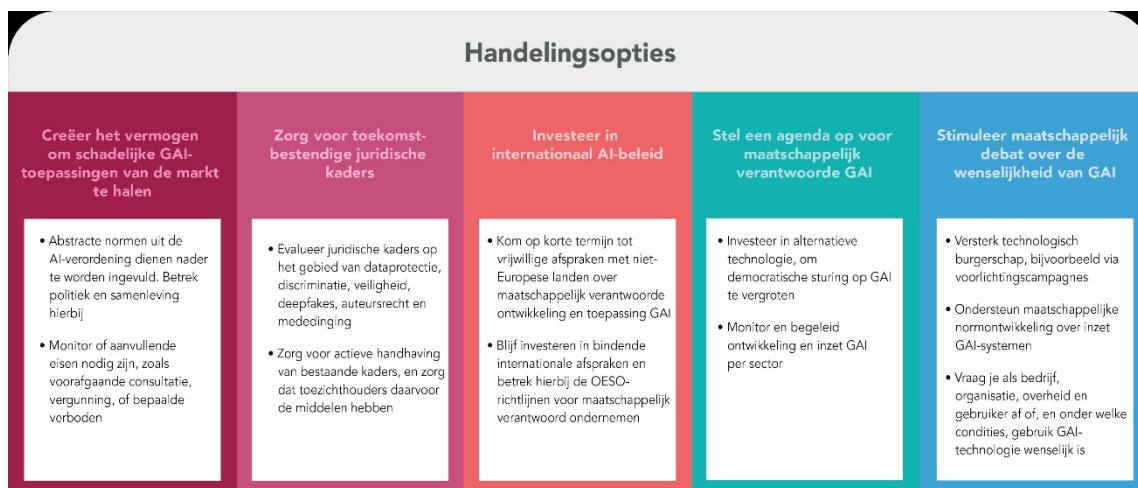 Handelingsopties
Creëer het vermogen
om schadelijke GAI-
toepassingen van de markt
te halen
• Abstracte normen uit de
AI-verordening dienen nader
te worden ingevuld. Betrek
politiek en samenleving
hierbij
• Monitor of aanvullende
eisen nodig zijn, zoals
voorafgaande consultatie,
vergunning, of bepaalde
verboden
Zorg voor toekomst-
bestendige juridische
kaders
• Evalueer juridische kaders op
het gebied van dataprotectie,
discriminatie, veiligheid,
deepfakes, auteursrecht en
mededinging
• Zorg voor actieve handhaving
van bestaande kaders, en zorg
dat toezichthouders daarvoor
de middelen hebben
Investeer in
internationaal AI-beleid
• Kom op korte termijn tot
vrijwillige afspraken met niet-
Europese landen over
maatschappelijk verantwoorde
ontwikkeling en toepassing GAI
• Blijf investeren in bindende
internationale afspraken en
betrek hierbij de OESO-
richtlijnen voor maatschappelijk
verantwoord ondernemen
Stel een agenda op voor
maatschappelijk
verantwoorde GAI
• Investeer in alternatieve
technologie, om
democratische sturing op GAI
te vergroten
• Monitor en begeleid
ontwikkeling en inzet GAI
per sector
Stimuleer maatschappelijk
debat over de
wenselijkheid van GAI
• Versterk technologisch
burgerschap, bijvoorbeeld via
voorlichtingscampagnes
• Ondersteun maatschappelijke
normontwikkeling over inzet
GAI-systemen
• Vraag je als bedrijf,
organisatie, overheid en
gebruiker af of, en onder welke
condities, gebruik GAI-
technologie wenselijk is